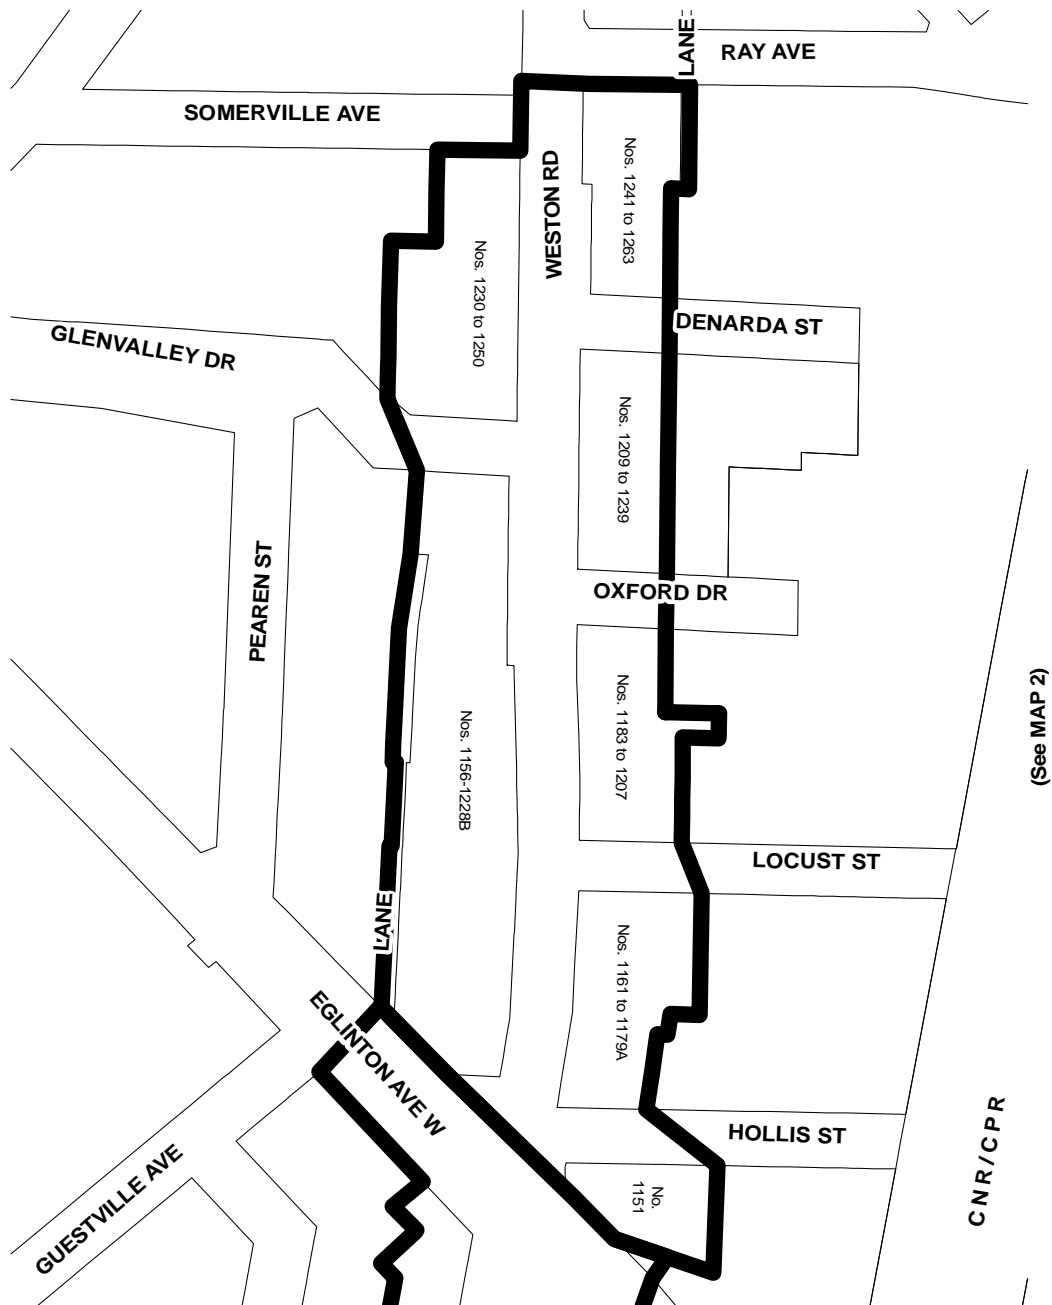 LANE
RAY AVE
SOMERVILLE AVE
WESTON RD
Nos. 1241 to 1263
Nos. 1230 to 1250
DENARDA ST
GLENVALLEY DR
Nos. 1209 to 1239
PEAREN ST
OXFORD DR
Nos. 1183 to 1207
(See MAP 2)
Nos. 1156-1228B
LOCUST ST
LANE
Nos. 1161 to 1179A
EGLINTON AVE W
HOLLIS ST
CNR/CPR
GUESTVILLE AVE
No.
1151